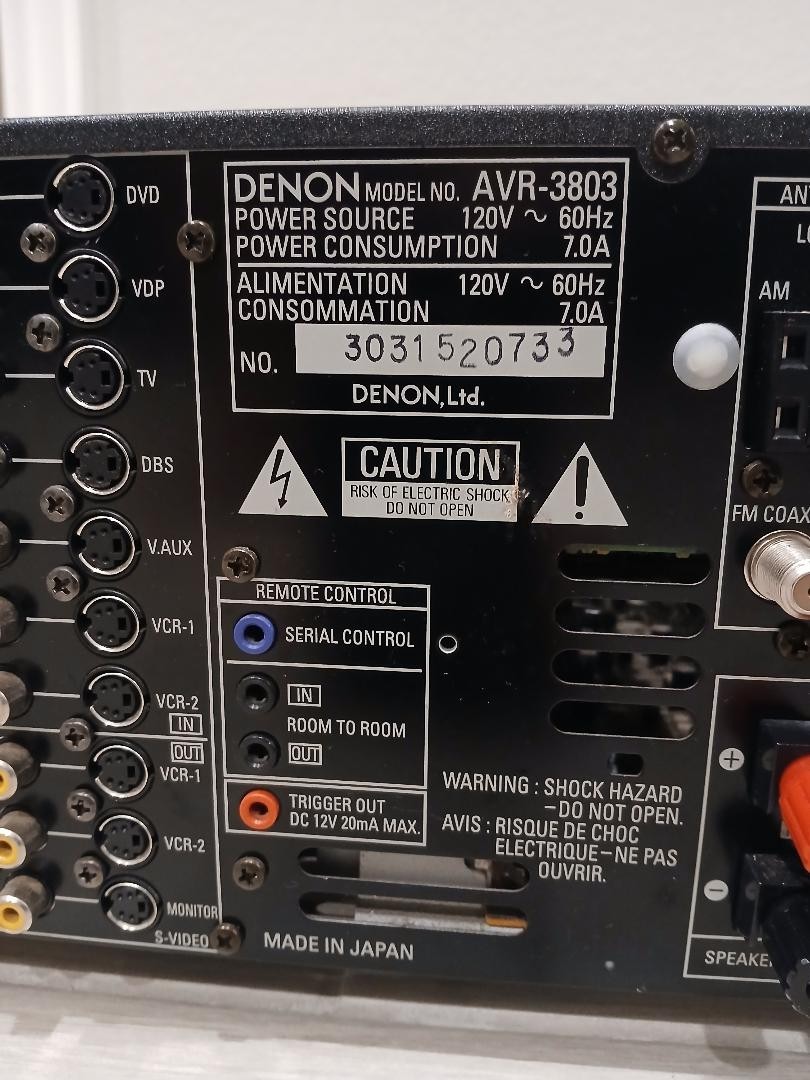 DVD
VDP
TV
DBS
V.AUX
VCR-1
VCR-2
IN
OUT
VCR-1
VCR-2
MONITOR
S-VIDEO
DENON MODEL NO. AVR-3803
POWER SOURCE 120V ~ 60Hz
POWER CONSUMPTION 7.0A
ALIMENTATION 120V ~ 60Hz
CONSOMMATION 7.0A
NO. 3031520733
DENON, Ltd.
CAUTION
RISK OF ELECTRIC SHOCK
DO NOT OPEN
REMOTE CONTROL
SERIAL CONTROL
IN
ROOM TO ROOM
OUT
TRIGGER OUT
DC 12V 20mA MAX.
WARNING : SHOCK HAZARD
–DO NOT OPEN.
AVIS : RISQUE DE CHOC
ELECTRIQUE–NE PAS
OUVRIR.
MADE IN JAPAN
AM
FM COAX
+
−